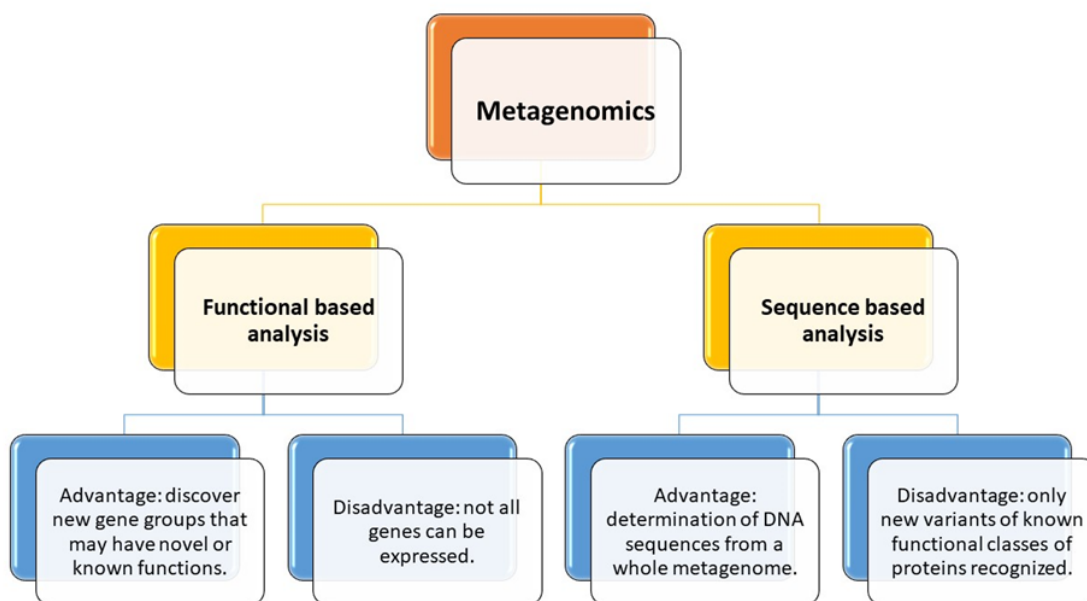 Metagenomics
Functional based
analysis
Sequence based
analysis
Advantage: discover
new gene groups that
may have novel or
known functions.
Disadvantage: not all
genes can be
expressed.
Advantage:
determination of DNA
sequences from a
whole metagenome.
Disadvantage: only
new variants of known
functional classes of
proteins recognized.